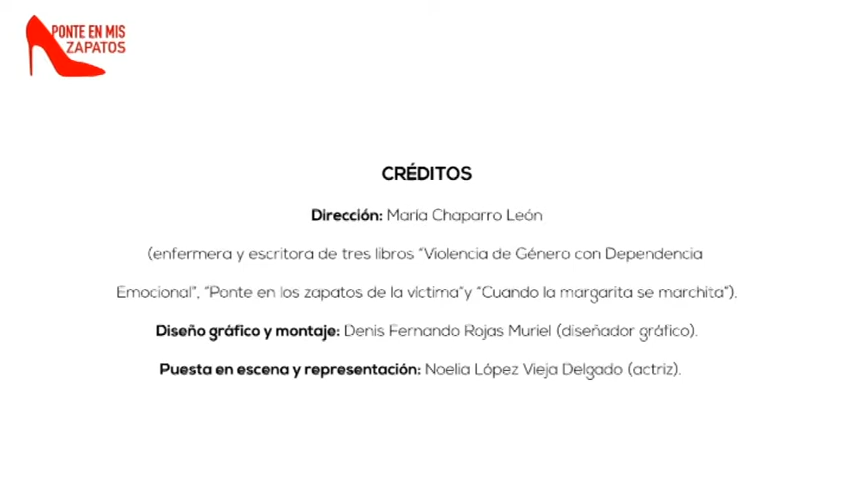 PONTE EN MIS
ZAPATOS
CRÉDITOS
Dirección: María Chaparro León
(enfermera y escritora de tres libros “Violencia de Género con Dependencia
Emocional”, “Ponte en los zapatos de la víctima”y “Cuando la margarita se marchita”).
Diseño gráfico y montaje: Denis Fernando Rojas Muriel (diseñador gráfico).
Puesta en escena y representación: Noelia López Vieja Delgado (actriz).